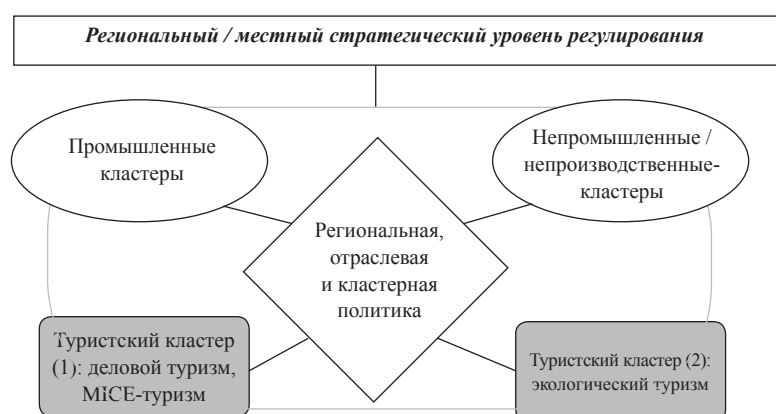 Региональный / местный стратегический уровень регулирования
Промышленные
кластеры
Непромышленные /
непроизводственные-
кластеры
Региональная,
отраслевая
и кластерная
политика
Туристский кластер
(1): деловой туризм,
MICE-туризм
Туристский кластер (2):
экологический туризм